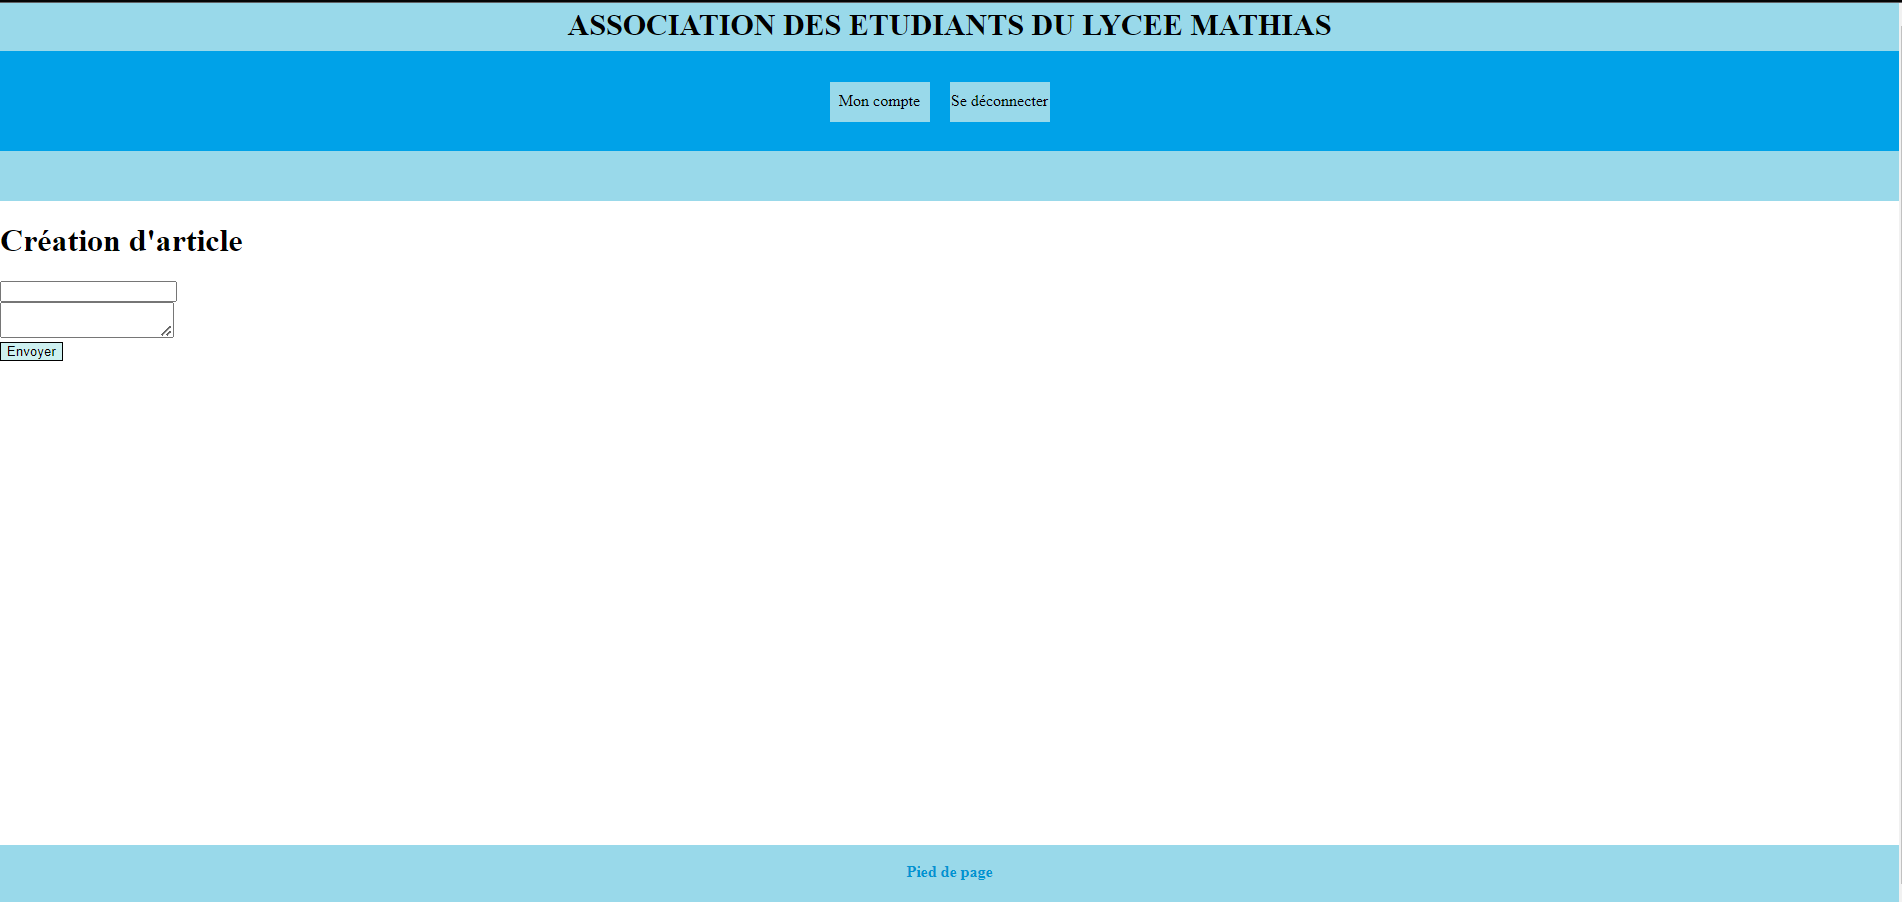 ASSOCIATION DES ETUDIANTS DU LYCEE MATHIAS
Mon compte Se déconnecter
Création d'article
Envoyer
Pied de page